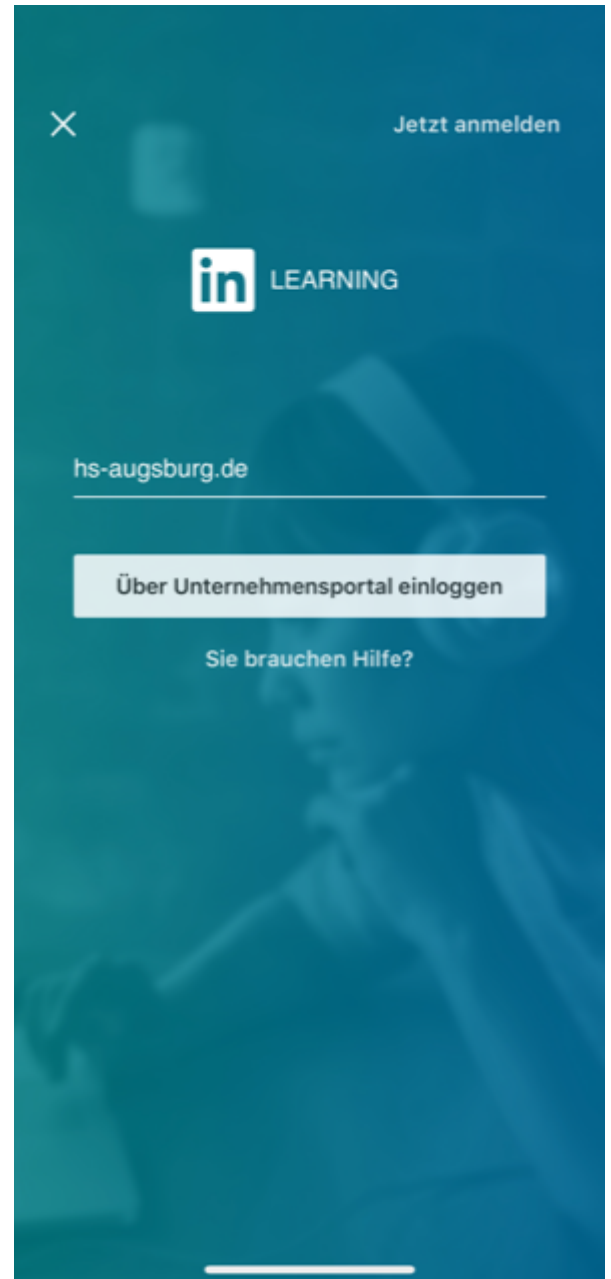 Jetzt anmelden
in LEARNING
hs-augsburg.de
Über Unternehmensportal einloggen
Sie brauchen Hilfe?